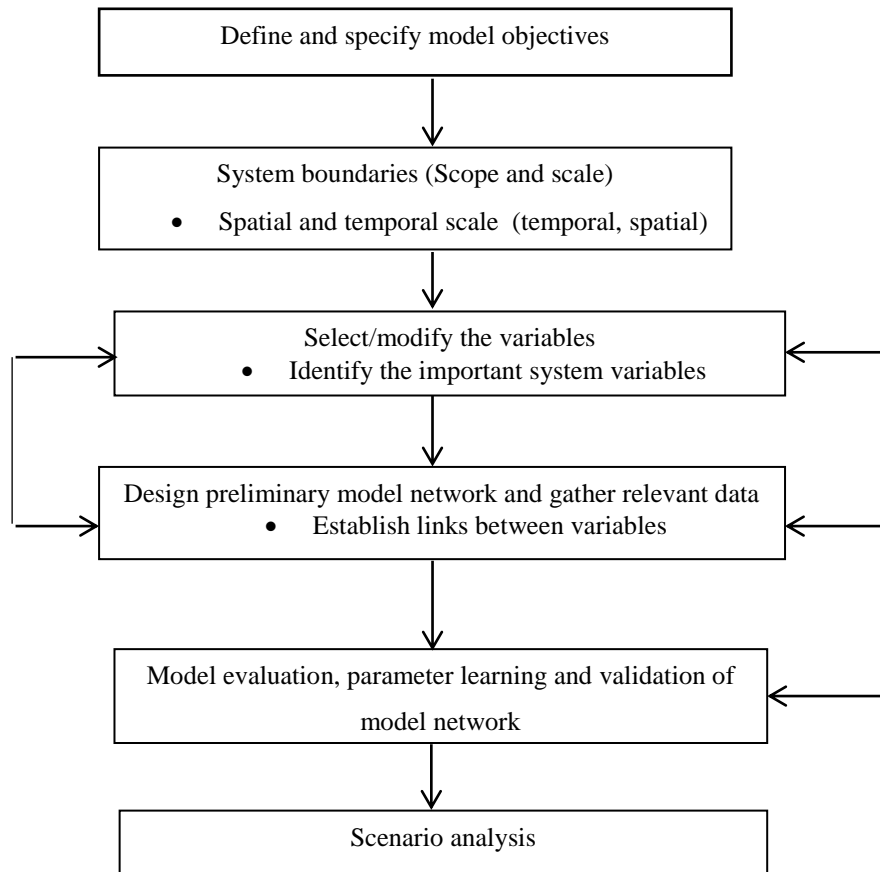 Define and specify model objectives
System boundaries (Scope and scale)
• Spatial and temporal scale (temporal, spatial)
Select/modify the variables
• Identify the important system variables
Design preliminary model network and gather relevant data
• Establish links between variables
Model evaluation, parameter learning and validation of
model network
Scenario analysis